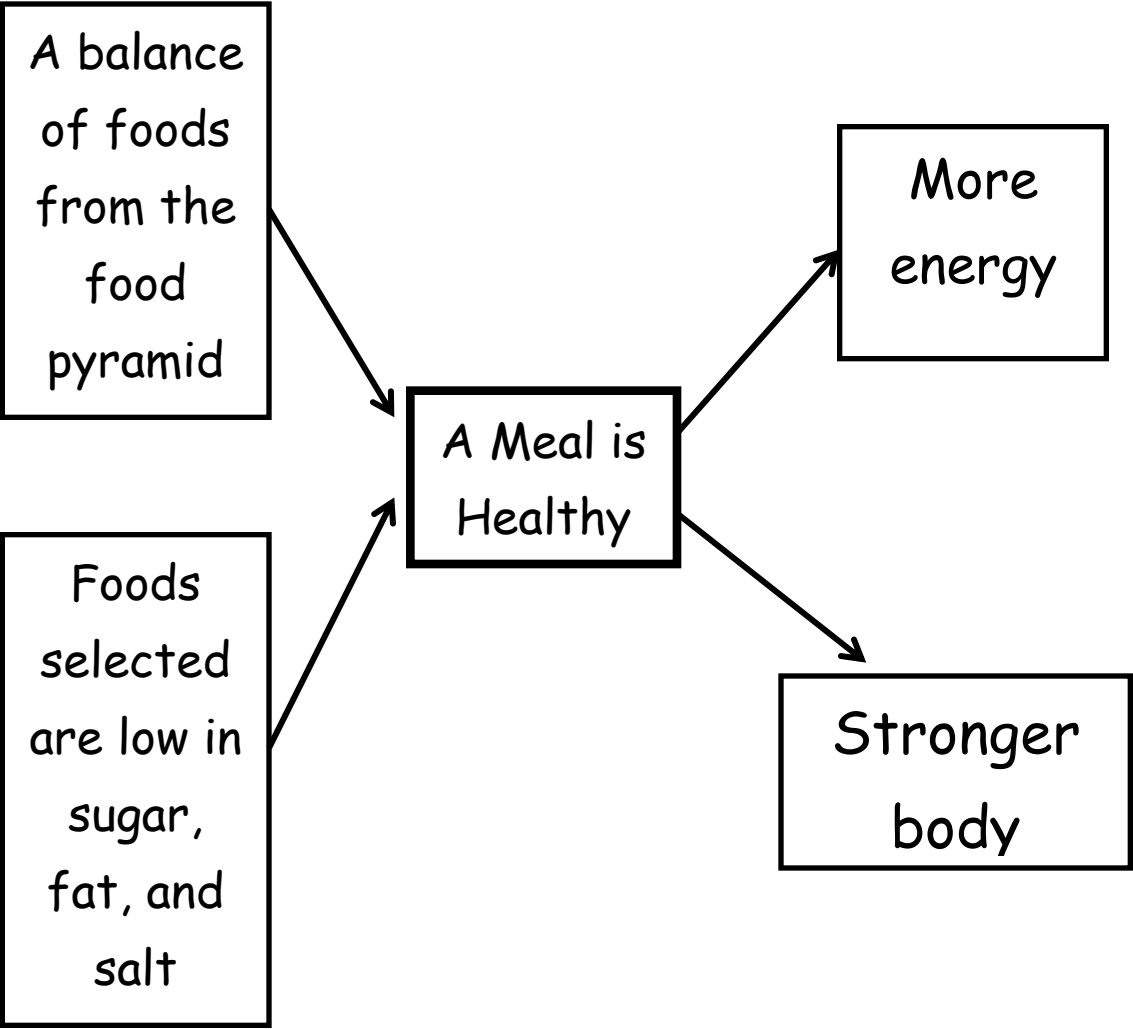 A balance
of foods
from the
food
pyramid
Foods
selected
are low in
sugar,
fat, and
salt
A Meal is
Healthy
More
energy
Stronger
body